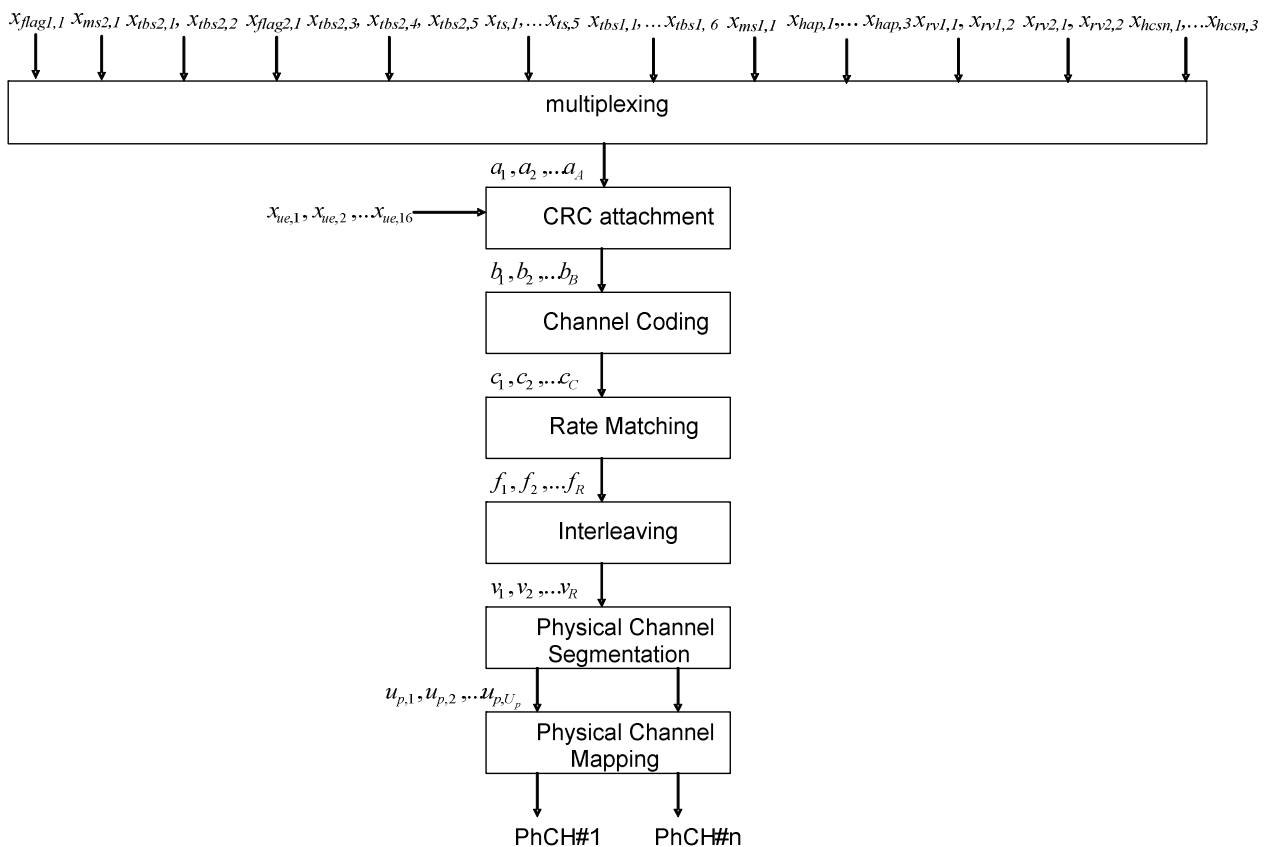 x_flag1,1 x_ms2,1 x_tbs2,1, x_tbs2,2 x_flag2,1 x_tbs2,3, x_tbs2,4, x_tbs2,5 x_ts,1, ...x_ts,5 x_tbs1,1, ...x_tbs1,6 x_ms1,1 x_hap,1,... x_hap,3 x_rv1,1, x_rv1,2 x_rv2,1, x_rv2,2 x_hcsn,1,...x_hcsn,3
multiplexing
a_1, a_2, ...a_A
x_ue,1, x_ue,2, ...x_ue,16
CRC attachment
b_1, b_2, ...b_B
Channel Coding
c_1, c_2, ...c_C
Rate Matching
f_1, f_2, ...f_R
Interleaving
v_1, v_2, ...v_R
Physical Channel
Segmentation
u_p,1, u_p,2, ...u_p,U_p
Physical Channel
Mapping
PhCH#1 PhCH#n